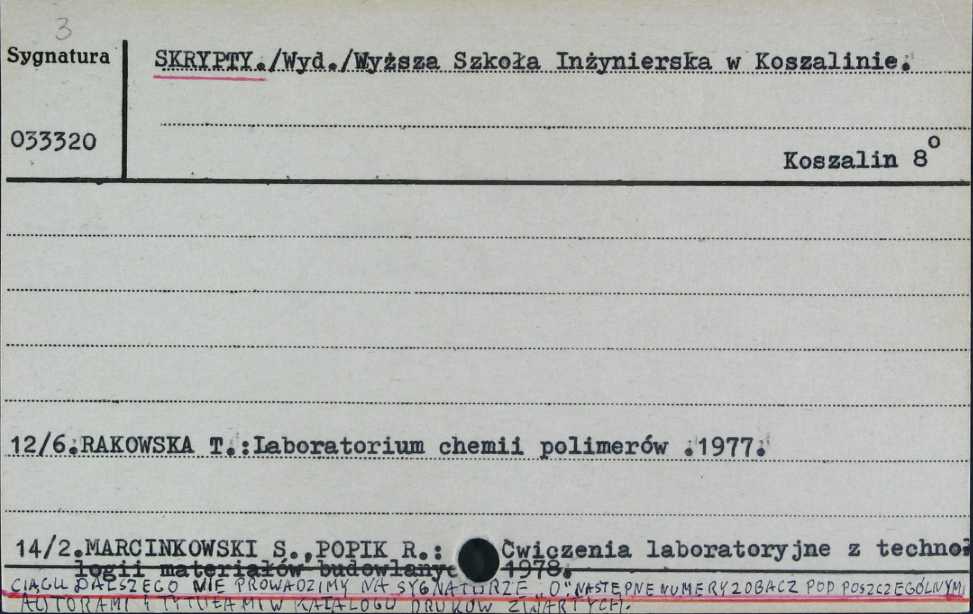 3
Sygnatura SKRYPTY./Wyd./Wyższa Szkoła Inżynierska w Koszalinie.
033320
Koszalin 8o
12/6.RAKOWSKA T.:Laboratorium chemii polimerów .1977.
14/2.MARCINKOWSKI S.,POPIK R.: Ćwiczenia laboratoryjne z techno-
logii materiałów budowlanyc 1978.
CIĄGU DALSZEGO NIE PROWADZIMY NA SYGNATURZE „O". NASTĘPNE NUMERY ZOBACZ POD POSZCZEGÓLNYMI
AUTORAMI I TYTUŁAMI W KATALOGU DRUKÓW ZWARTYCH.